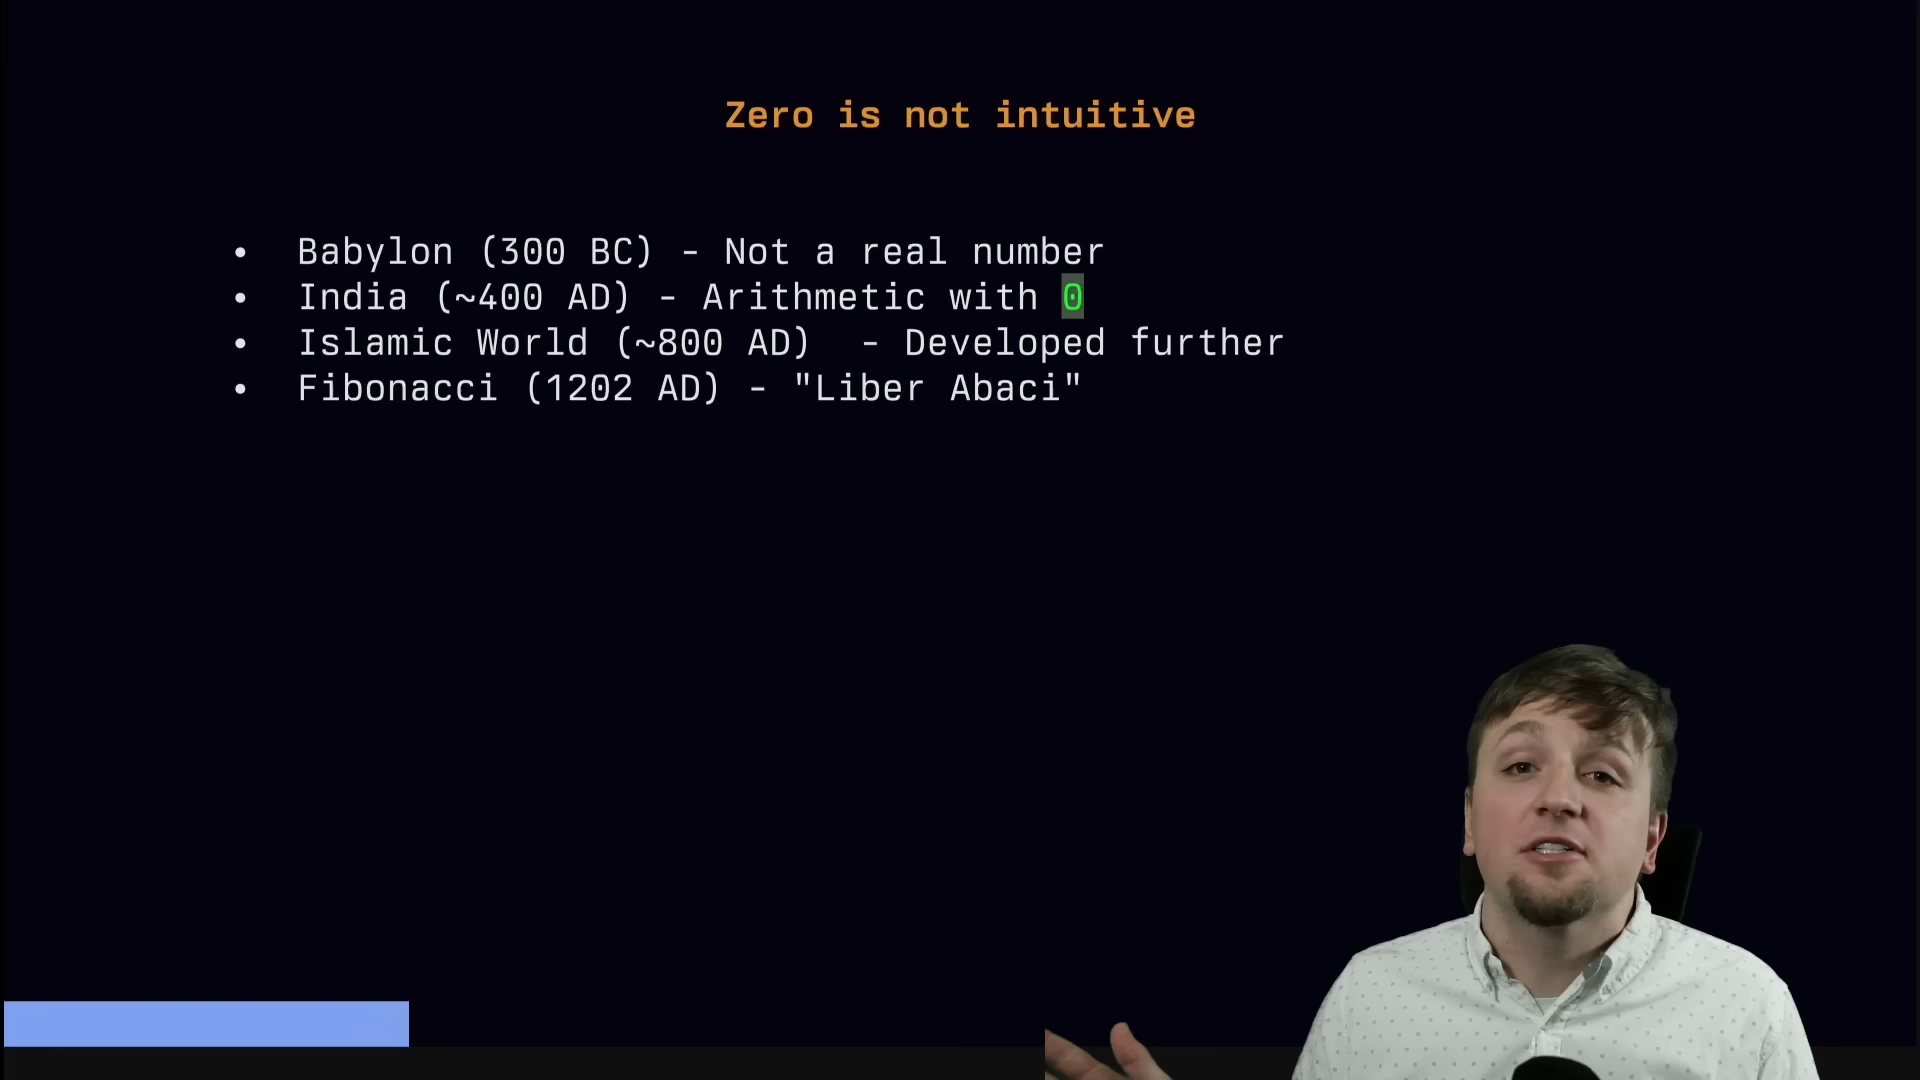 Zero is not intuitive
• Babylon (300 BC) - Not a real number
• India (~400 AD) - Arithmetic with 0
• Islamic World (~800 AD)  - Developed further
• Fibonacci (1202 AD) - "Liber Abaci"